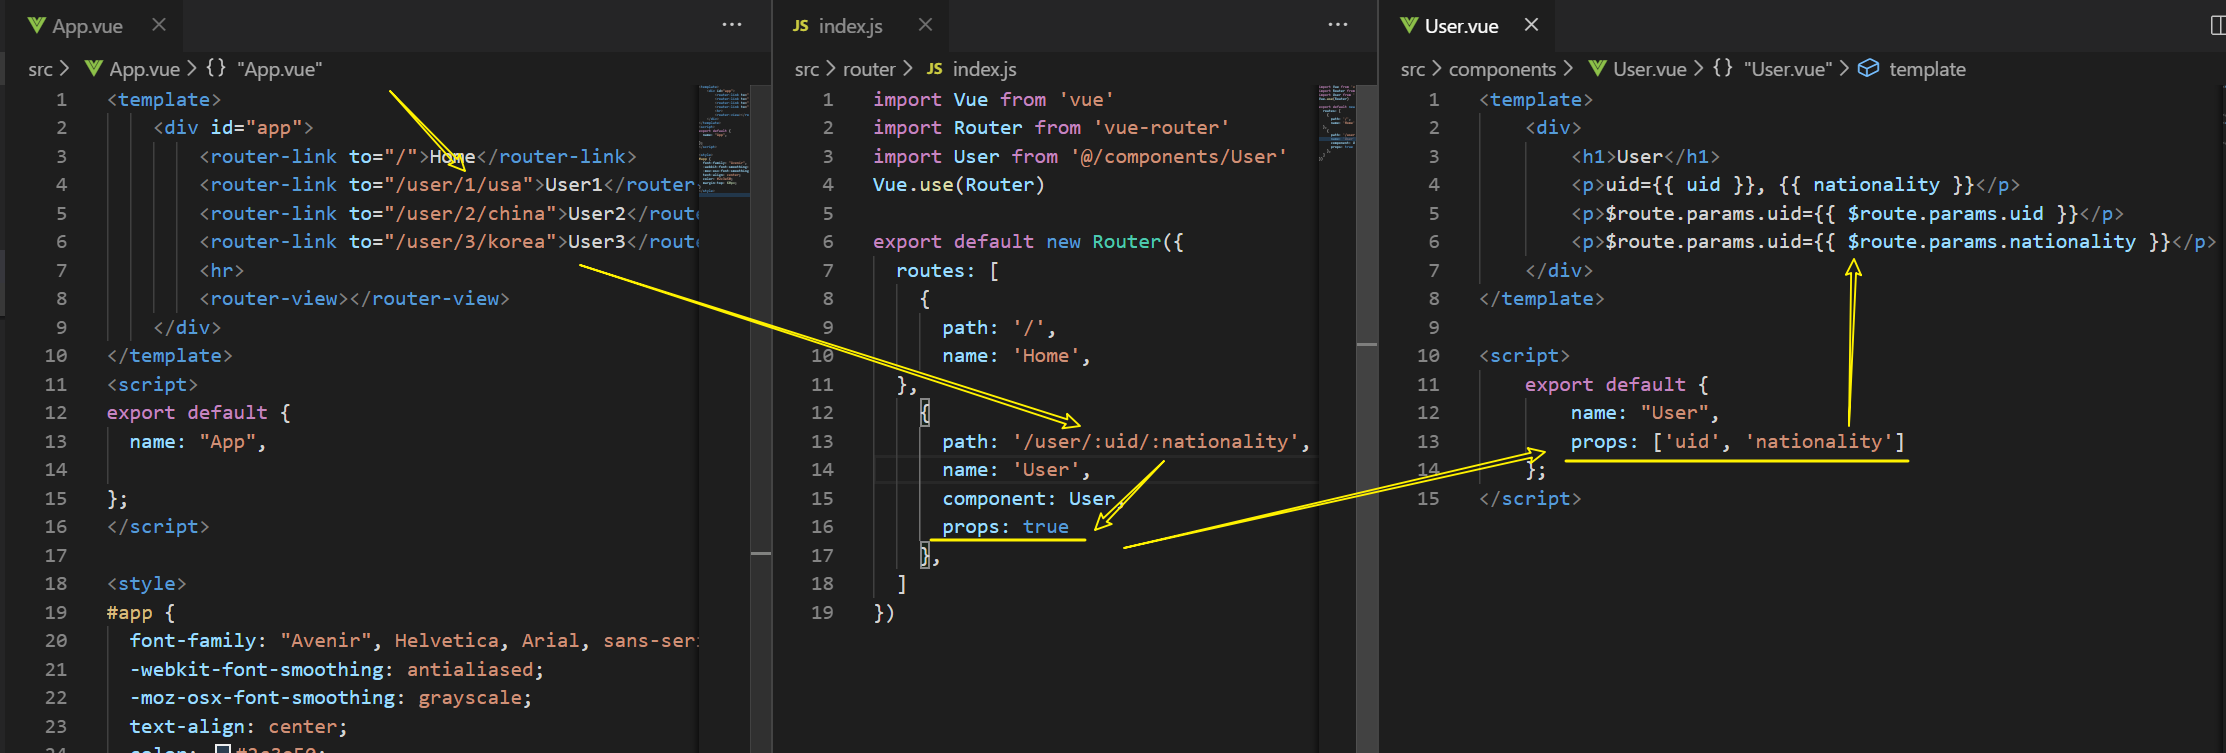 App.vue
src > App.vue > {} "App.vue"
1 <template>
2 <div id="app">
3 <router-link to="/">Home</router-link>
4 <router-link to="/user/1/usa">User1</router-
5 <router-link to="/user/2/china">User2</route
6 <router-link to="/user/3/korea">User3</route
7 <hr>
8 <router-view></router-view>
9 </div>
10 </template>
11 <script>
12 export default {
13 name: "App",
14
15 };
16 </script>
17
18 <style>
19 #app {
20 font-family: "Avenir", Helvetica, Arial, sans-seri
21 -webkit-font-smoothing: antialiased;
22 -moz-osx-font-smoothing: grayscale;
23 text-align: center;
24 color: #2c3e50;
JS index.js
src > router > JS index.js
1 import Vue from 'vue'
2 import Router from 'vue-router'
3 import User from '@/components/User'
4 Vue.use(Router)
5
6 export default new Router({
7 routes: [
8 {
9 path: '/',
10 name: 'Home',
11 },
12 {
13 path: '/user/:uid/:nationality',
14 name: 'User',
15 component: User,
16 props: true
17 },
18 ]
19 })
User.vue
src > components > User.vue > {} "User.vue" > template
1 <template>
2 <div>
3 <h1>User</h1>
4 <p>uid={{ uid }}, {{ nationality }}</p>
5 <p>$route.params.uid={{ $route.params.uid }}</p>
6 <p>$route.params.uid={{ $route.params.nationality }}</p>
7 </div>
8 </template>
9
10 <script>
11 export default {
12 name: "User",
13 props: ['uid', 'nationality']
14 };
15 </script>